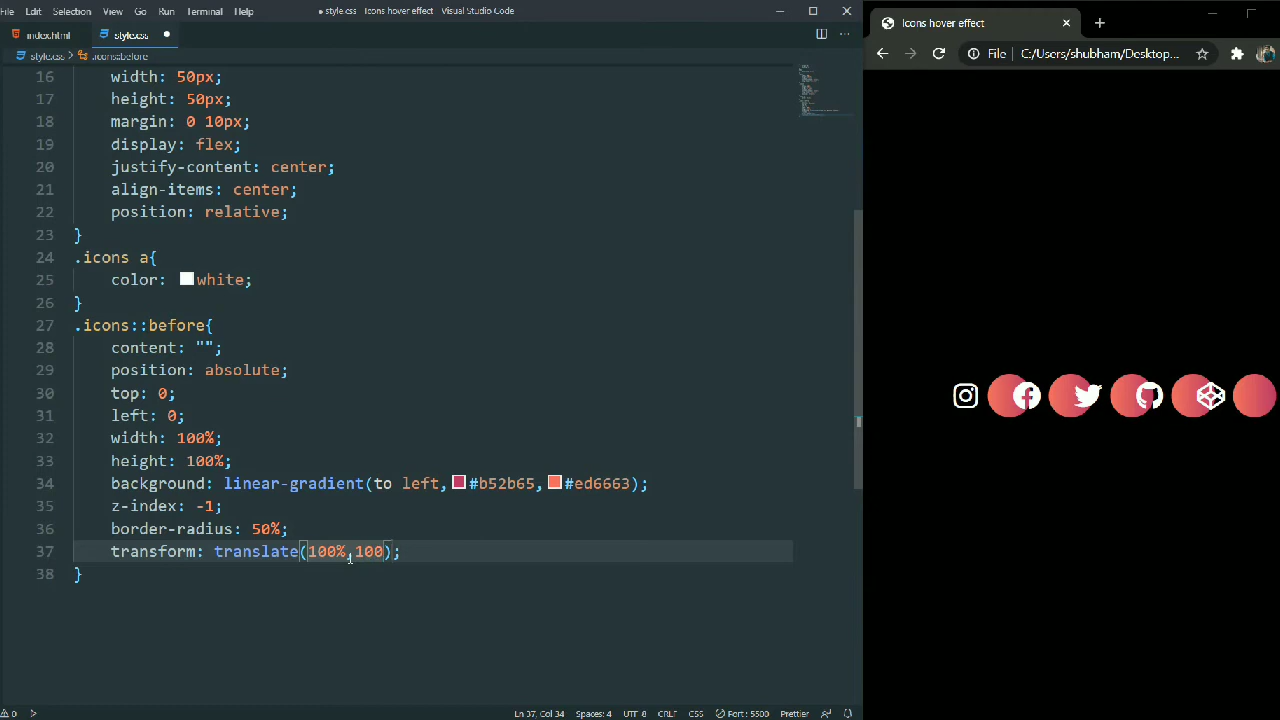 File Edit Selection View Go Run Terminal Help
● style.css Icons hover effect Visual Studio Code
index.html style.css ●
style.css > .icons::before
16 width: 50px;
17 height: 50px;
18 margin: 0 10px;
19 display: flex;
20 justify-content: center;
21 align-items: center;
22 position: relative;
23 }
24 .icons a{
25 color: white;
26 }
27 .icons::before{
28 content: "";
29 position: absolute;
30 top: 0;
31 left: 0;
32 width: 100%;
33 height: 100%;
34 background: linear-gradient(to left,#b52b65,#ed6663);
35 z-index: -1;
36 border-radius: 50%;
37 transform: translate(100%,100);
38 }
0 Ln 37, Col 34 Spaces: 4 UTF-8 CRLF CSS Port : 5500 Prettier
Icons hover effect
File C:/Users/shubham/Desktop...